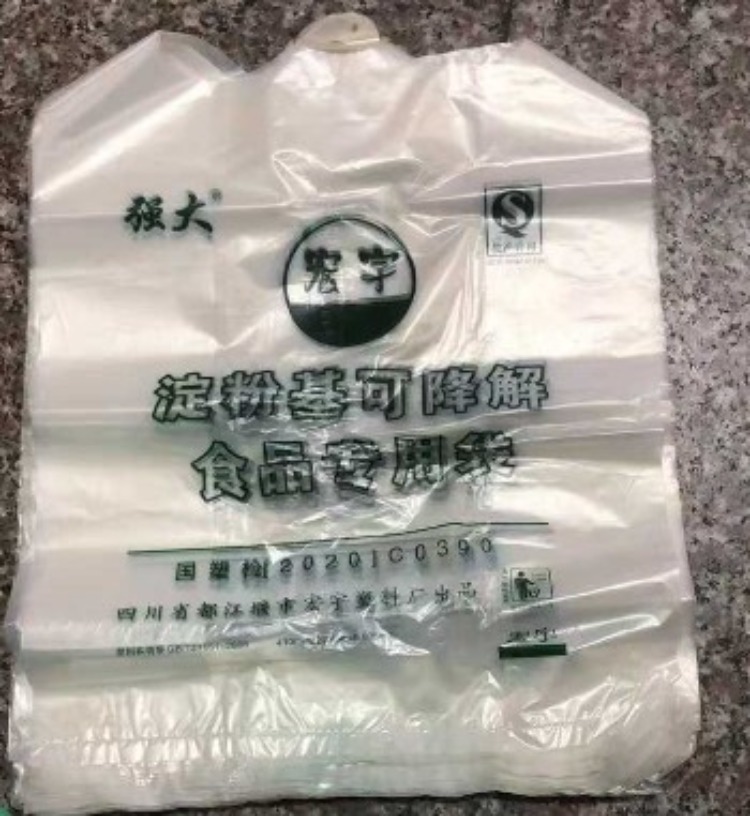 强大®
宏宇
淀粉基可降解
食品专用袋
国塑检2020JC0390
四川省都江堰市宏宇塑料厂出品